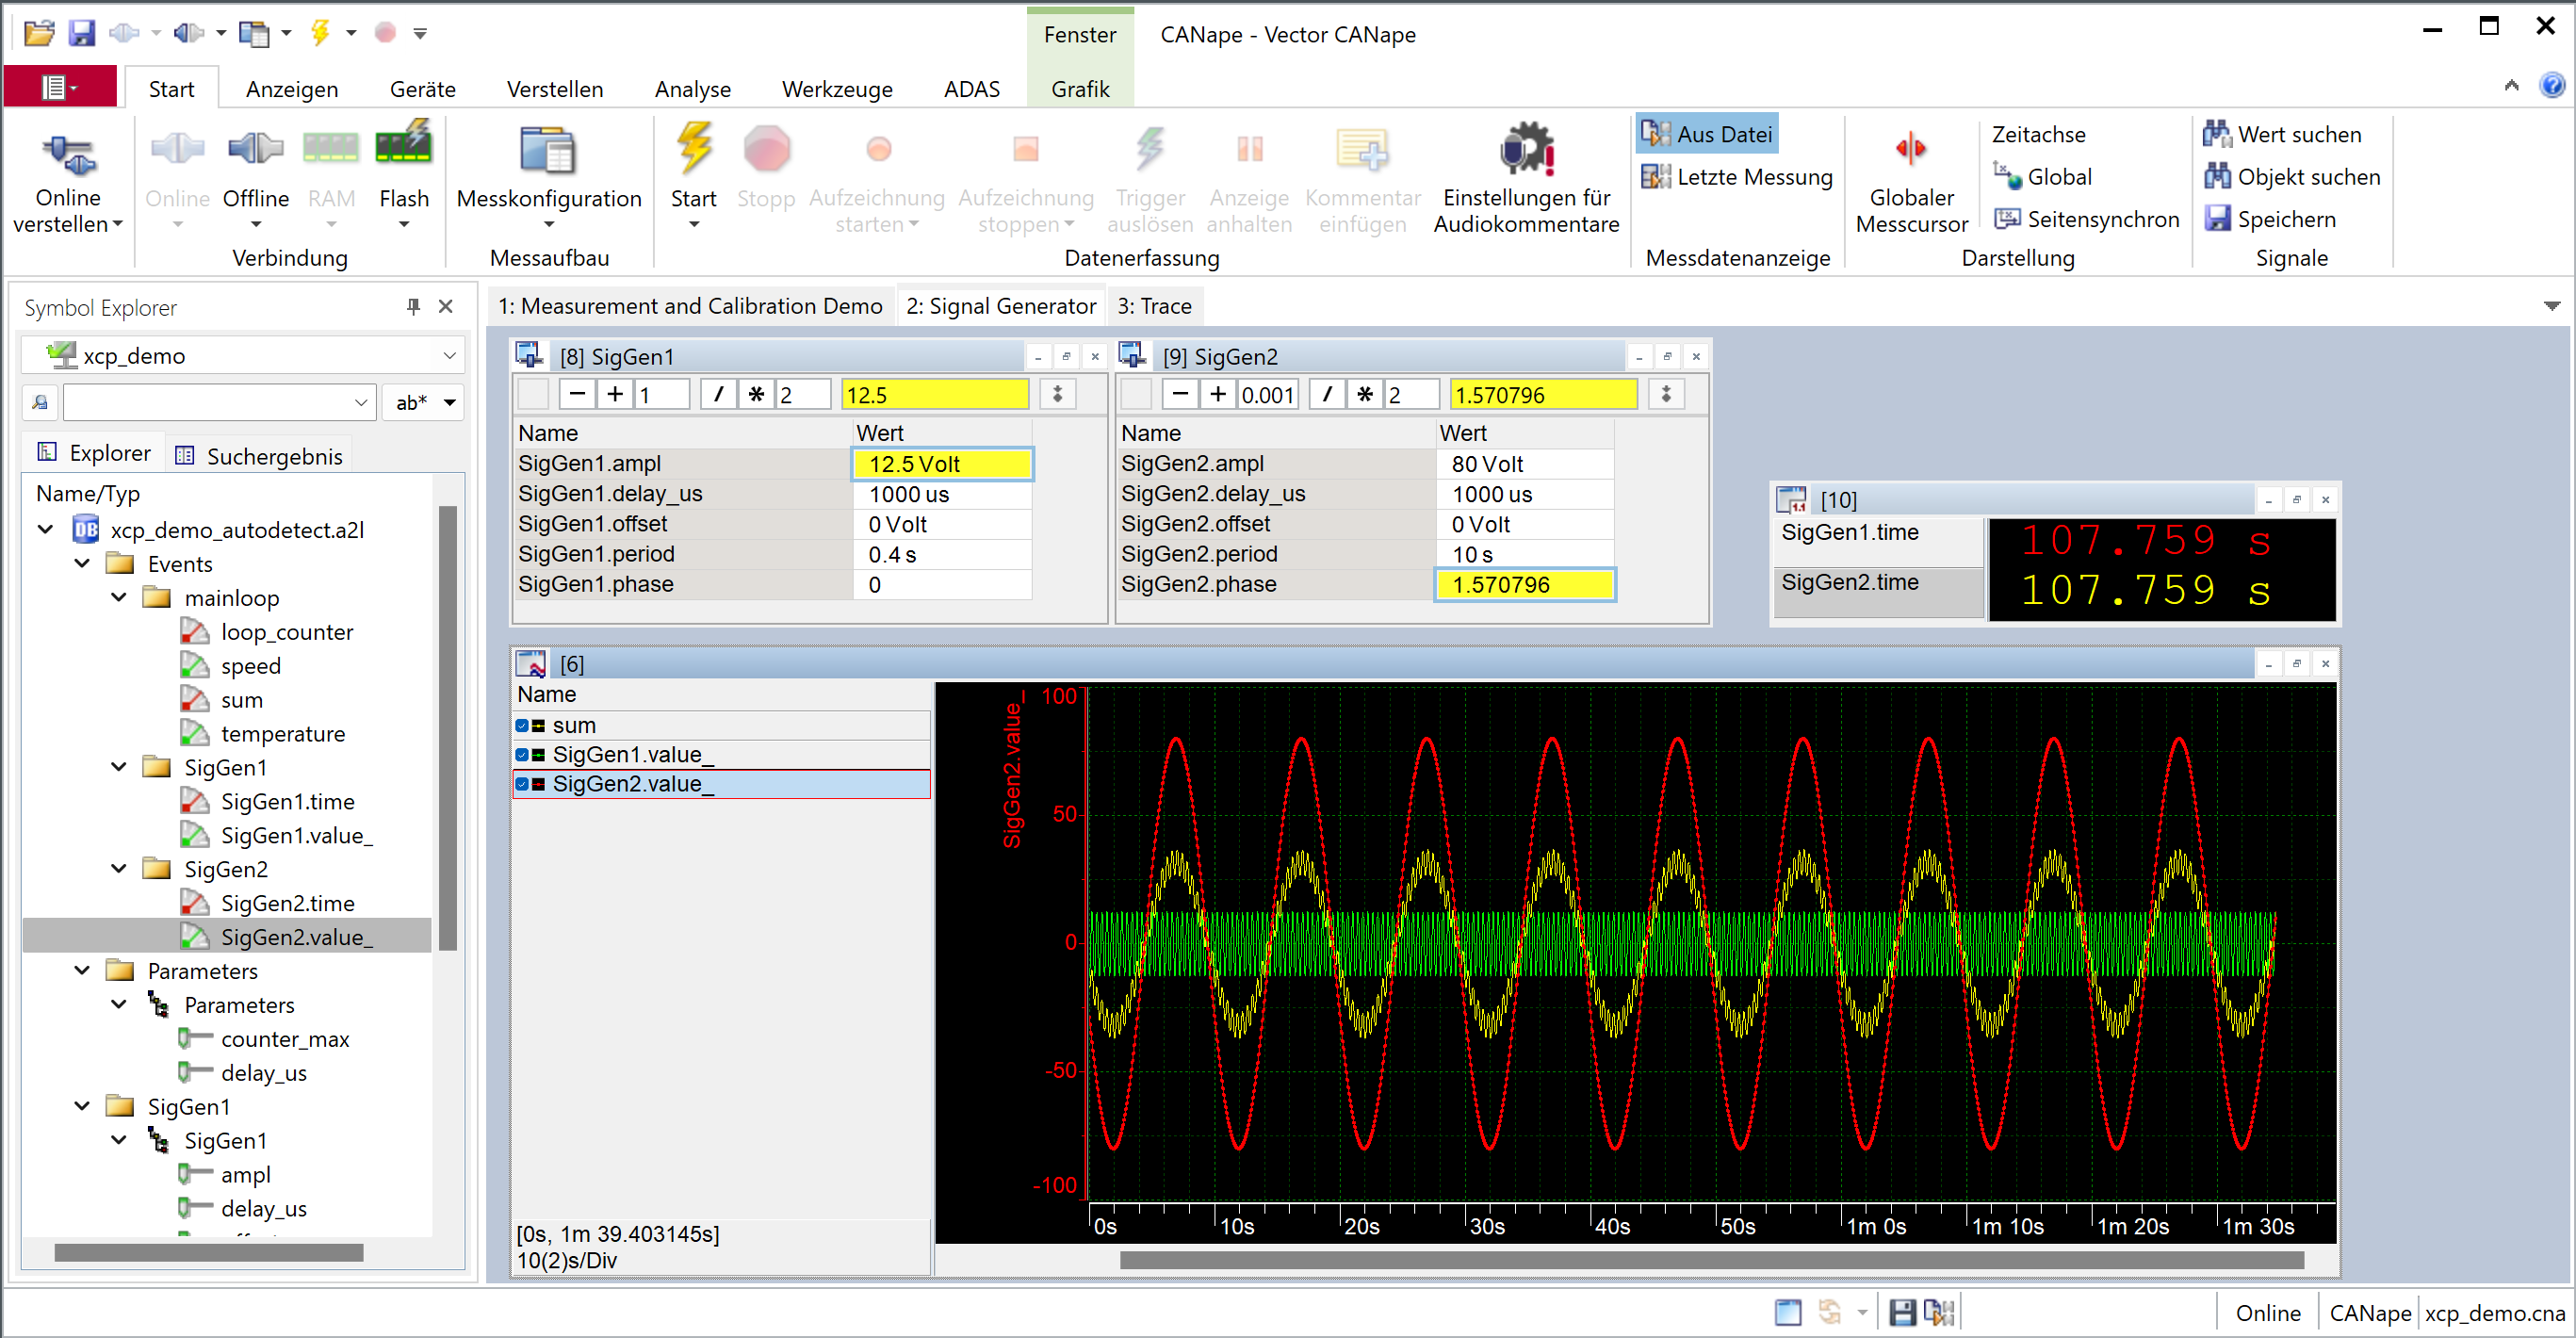 Fenster
CANape - Vector CANape
Start
Anzeigen
Geräte
Verstellen
Analyse
Werkzeuge
ADAS
Grafik
Online verstellen
Online
Offline
RAM
Flash
Verbindung
Messkonfiguration
Messaufbau
Start
Stopp
Aufzeichnung starten
Aufzeichnung stoppen
Trigger auslösen
Anzeige anhalten
Kommentar einfügen
Einstellungen für Audiokommentare
Datenerfassung
Aus Datei
Letzte Messung
Messdatenanzeige
Globaler Messcursor
Zeitachse
Global
Seitensynchron
Darstellung
Wert suchen
Objekt suchen
Speichern
Signale
Symbol Explorer
xcp_demo
ab*
Explorer
Suchergebnis
Name/Typ
DB xcp_demo_autodetect.a2l
Events
mainloop
loop_counter
speed
sum
temperature
SigGen1
SigGen1.time
SigGen1.value_
SigGen2
SigGen2.time
SigGen2.value_
Parameters
Parameters
counter_max
delay_us
SigGen1
SigGen1
ampl
delay_us
1: Measurement and Calibration Demo
2: Signal Generator
3: Trace
[8] SigGen1
− + 1 / * 2 12.5
Name Wert
SigGen1.ampl 12.5 Volt
SigGen1.delay_us 1000 us
SigGen1.offset 0 Volt
SigGen1.period 0.4 s
SigGen1.phase 0
[9] SigGen2
− + 0.001 / * 2 1.570796
Name Wert
SigGen2.ampl 80 Volt
SigGen2.delay_us 1000 us
SigGen2.offset 0 Volt
SigGen2.period 10 s
SigGen2.phase 1.570796
[10]
SigGen1.time 107.759 s
SigGen2.time 107.759 s
[6]
Name
sum
SigGen1.value_
SigGen2.value_
[0s, 1m 39.403145s]
10(2)s/Div
SigGen2.value_
100
50
0
-50
-100
0s 10s 20s 30s 40s 50s 1m 0s 1m 10s 1m 20s 1m 30s
Online CANape xcp_demo.cna